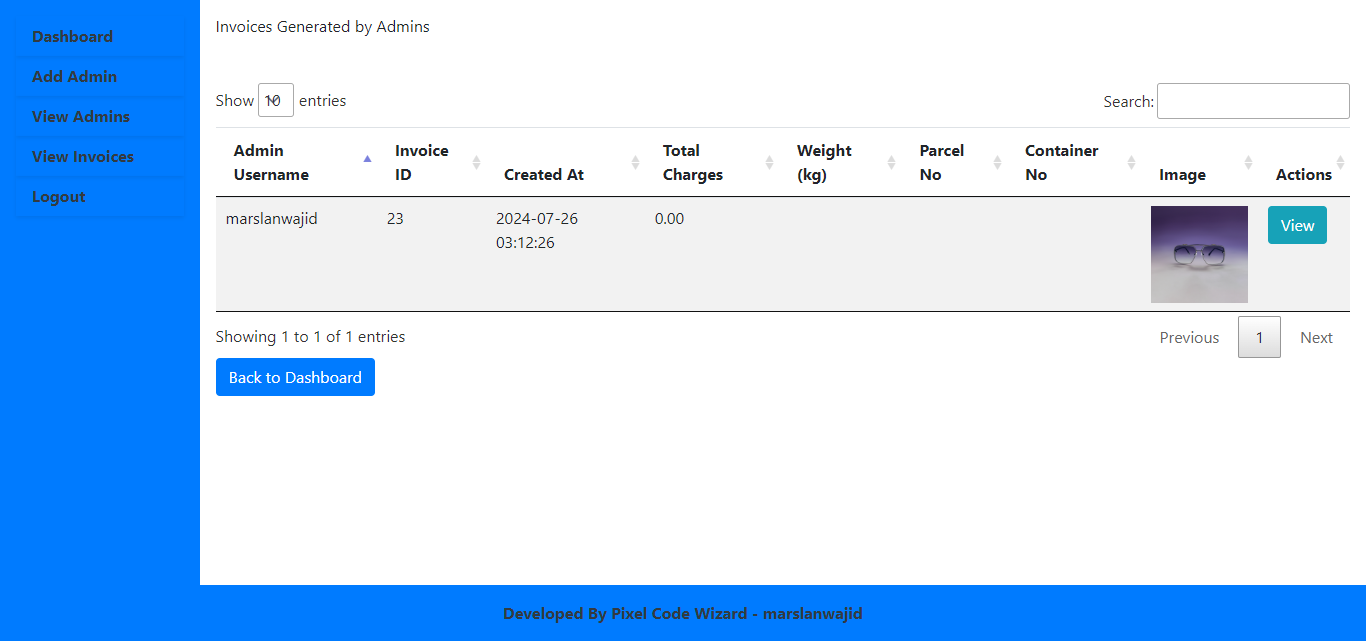 Dashboard
Add Admin
View Admins
View Invoices
Logout
Invoices Generated by Admins
Show 10 entries
Search:
Admin Username
Invoice ID
Created At
Total Charges
Weight (kg)
Parcel No
Container No
Image
Actions
marslanwajid
23
2024-07-26
03:12:26
0.00
View
Showing 1 to 1 of 1 entries
Previous 1 Next
Back to Dashboard
Developed By Pixel Code Wizard - marslanwajid